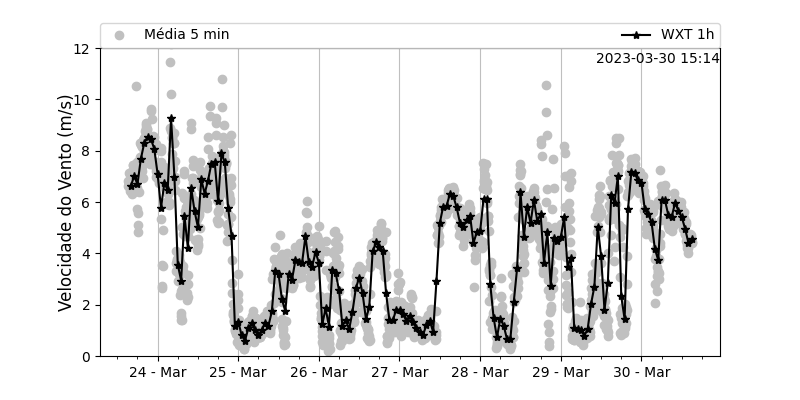 Média 5 min
WXT 1h
2023-03-30 15:14
Velocidade do Vento (m/s)
12
10
8
6
4
2
0
24 - Mar
25 - Mar
26 - Mar
27 - Mar
28 - Mar
29 - Mar
30 - Mar